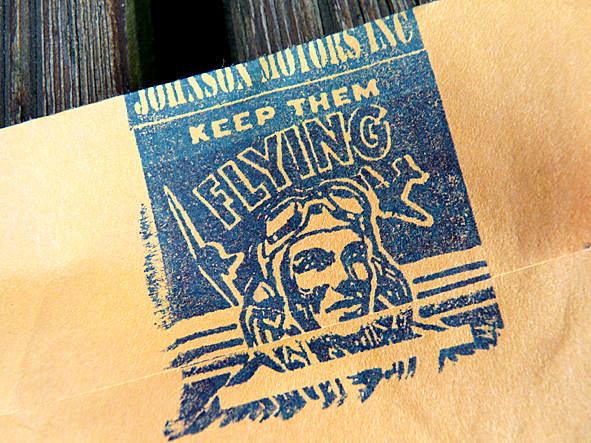 JOHNSON MOTORS INC
KEEP THEM
FLYING